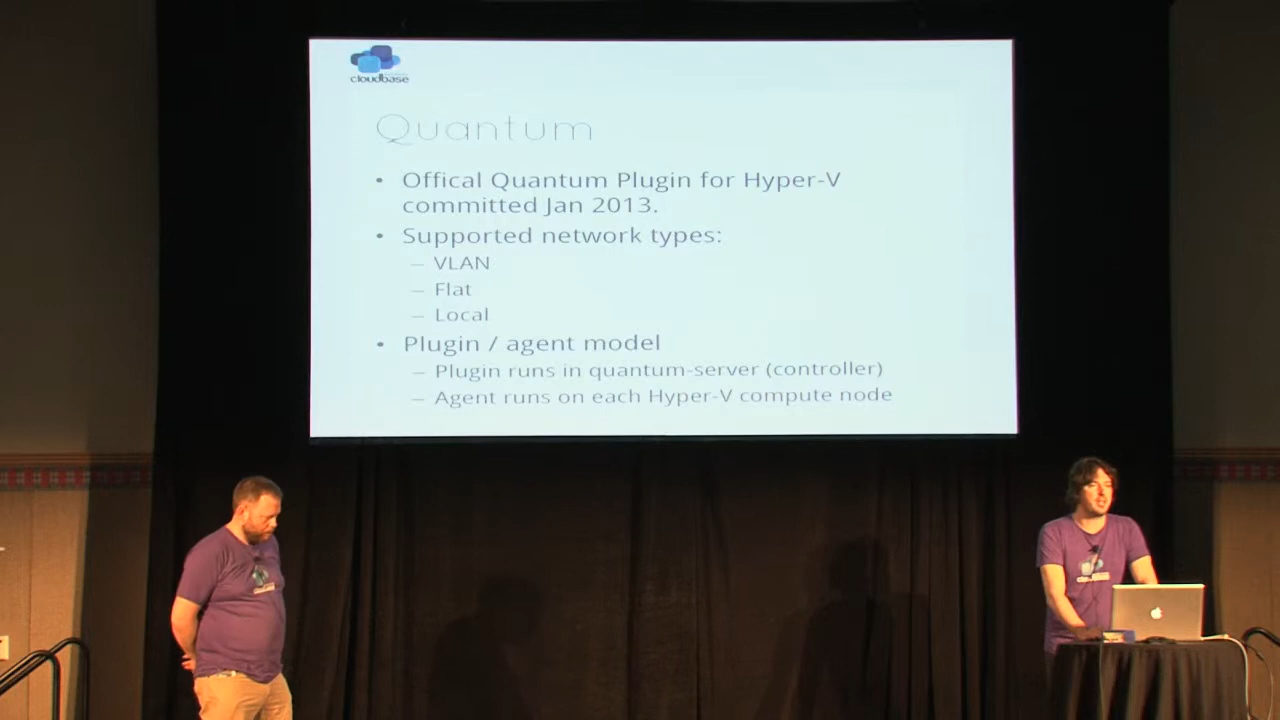 cloudbase
Quantum
• Offical Quantum Plugin for Hyper-V
committed Jan 2013.
• Supported network types:
– VLAN
– Flat
– Local
• Plugin / agent model
– Plugin runs in quantum-server (controller)
– Agent runs on each Hyper-V compute node